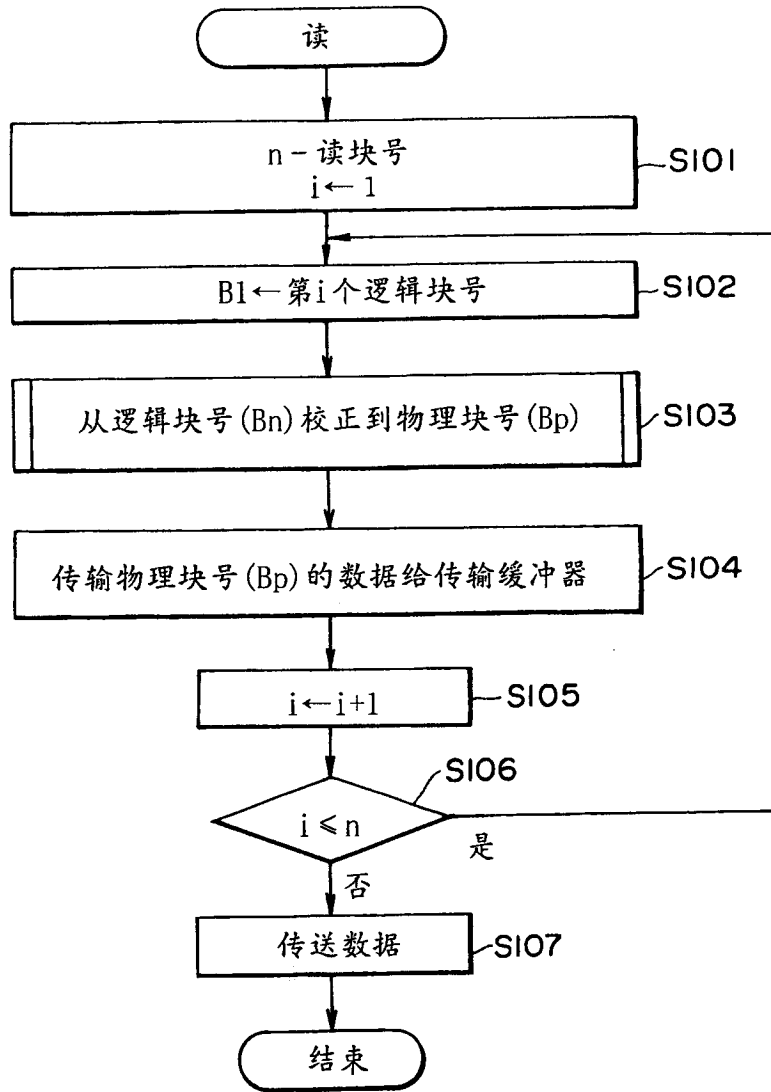 读
n-读块号
i←1
S101
B1←第i个逻辑块号
S102
从逻辑块号(Bn)校正到物理块号(Bp)
S103
传输物理块号(Bp)的数据给传输缓冲器
S104
i←i+1
S105
S106
i≤n
是
否
传送数据
S107
结束